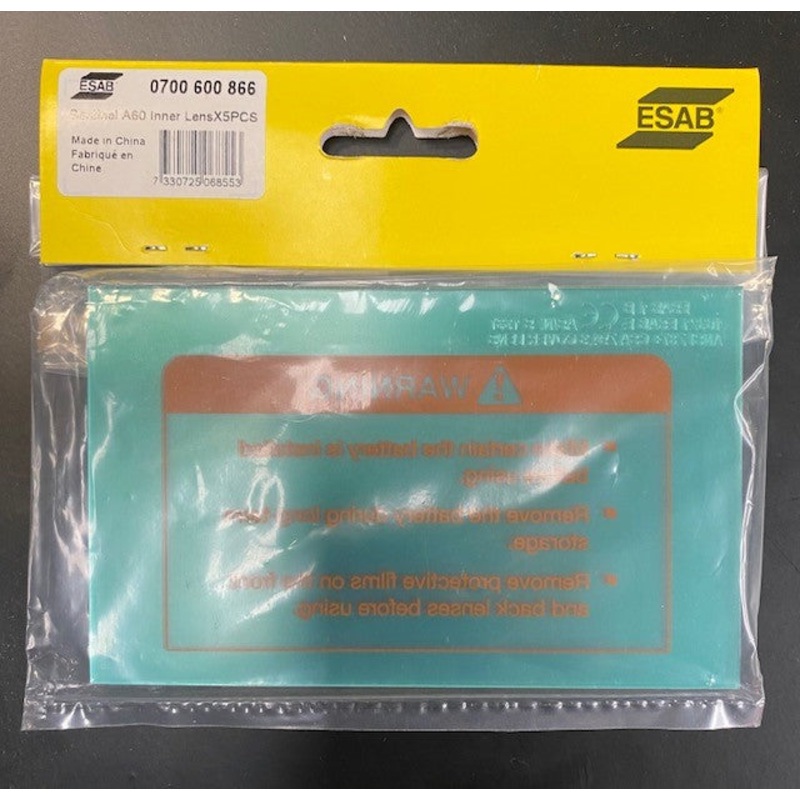 ESAB
0700 600 866
Sentinel A60 Inner LensX5PCS
Made in China
Fabriqué en
Chine
7 330725 068553
ESAB
WARNING
Make certain the battery is installed
before using.
Remove the battery during long term
storage.
Remove protective films on the front
and back lenses before using.